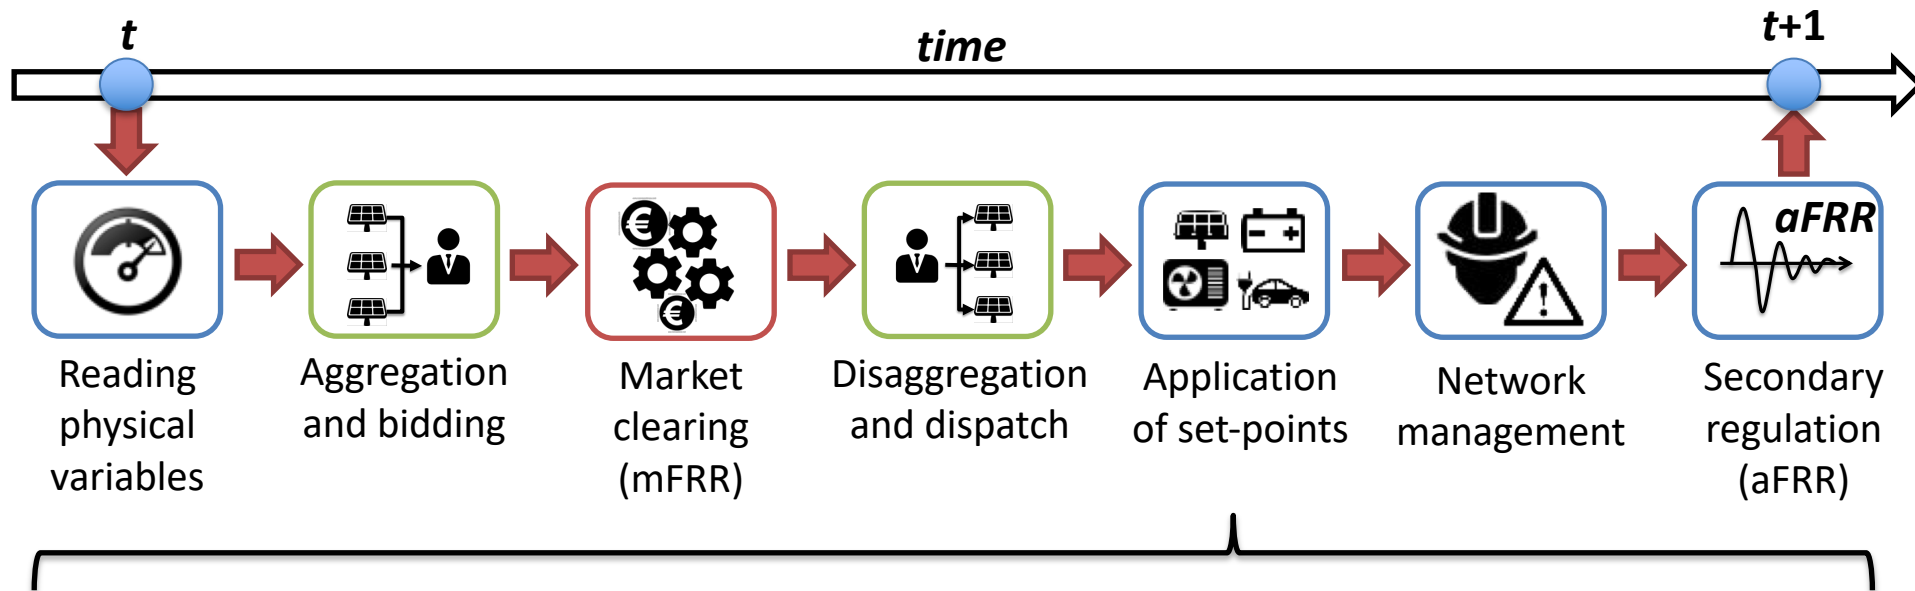 t
time
t+1
aFRR
Reading
physical
variables
Aggregation
and bidding
Market
clearing
(mFRR)
Disaggregation
and dispatch
Application
of set-points
Network
management
Secondary
regulation
(aFRR)